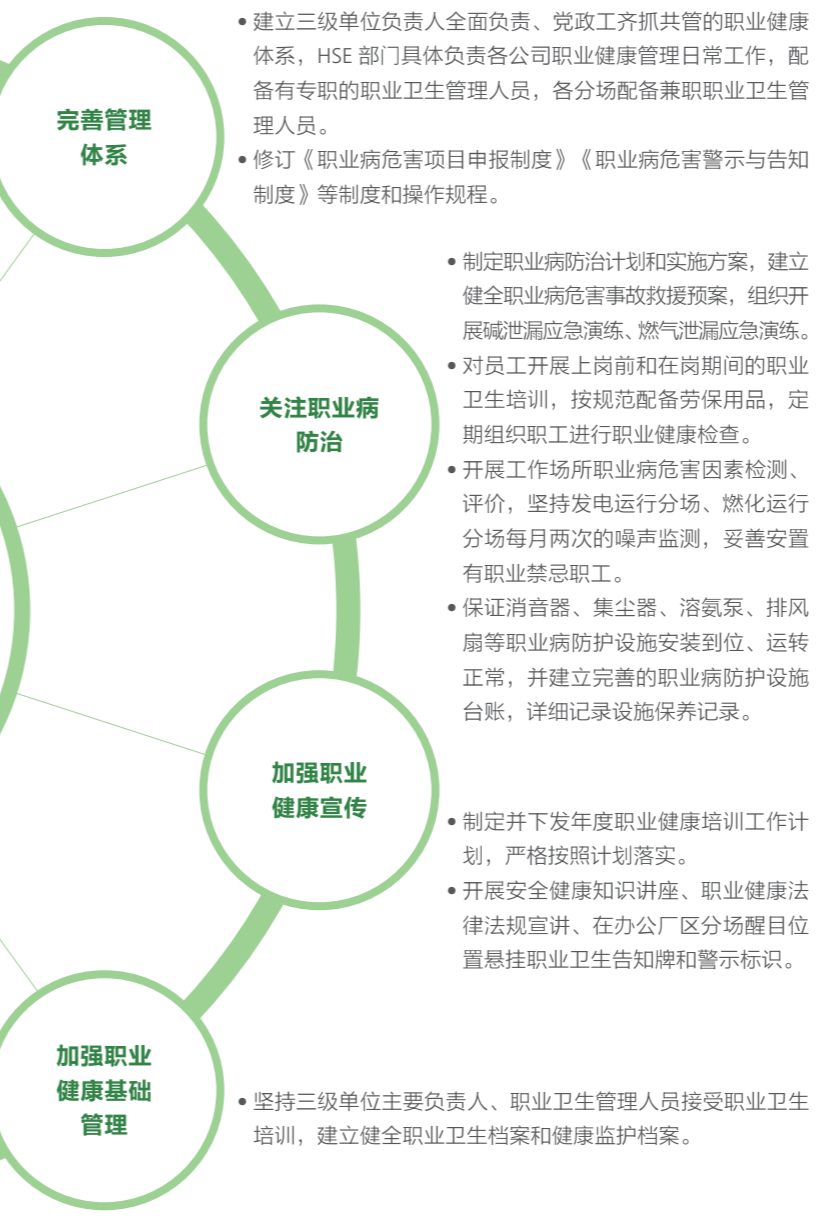 完善管理
体系
• 建立三级单位负责人全面负责、党政工齐抓共管的职业健康
体系，HSE 部门具体负责各公司职业健康管理日常工作，配
备有专职的职业卫生管理人员，各分场配备兼职职业卫生管
理人员。
• 修订《职业病危害项目申报制度》《职业病危害警示与告知
制度》等制度和操作规程。
关注职业病
防治
• 制定职业病防治计划和实施方案，建立
健全职业病危害事故救援预案，组织开
展碱泄漏应急演练、燃气泄漏应急演练。
• 对员工开展上岗前和在岗期间的职业
卫生培训，按规范配备劳保用品，定
期组织职工进行职业健康检查。
• 开展工作场所职业病危害因素检测、
评价，坚持发电运行分场、燃化运行
分场每月两次的噪声监测，妥善安置
有职业禁忌职工。
• 保证消音器、集尘器、溶氨泵、排风
扇等职业病防护设施安装到位、运转
正常，并建立完善的职业病防护设施
台账，详细记录设施保养记录。
加强职业
健康宣传
• 制定并下发年度职业健康培训工作计
划，严格按照计划落实。
• 开展安全健康知识讲座、职业健康法
律法规宣讲、在办公厂区分场醒目位
置悬挂职业卫生告知牌和警示标识。
加强职业
健康基础
管理
• 坚持三级单位主要负责人、职业卫生管理人员接受职业卫生
培训，建立健全职业卫生档案和健康监护档案。